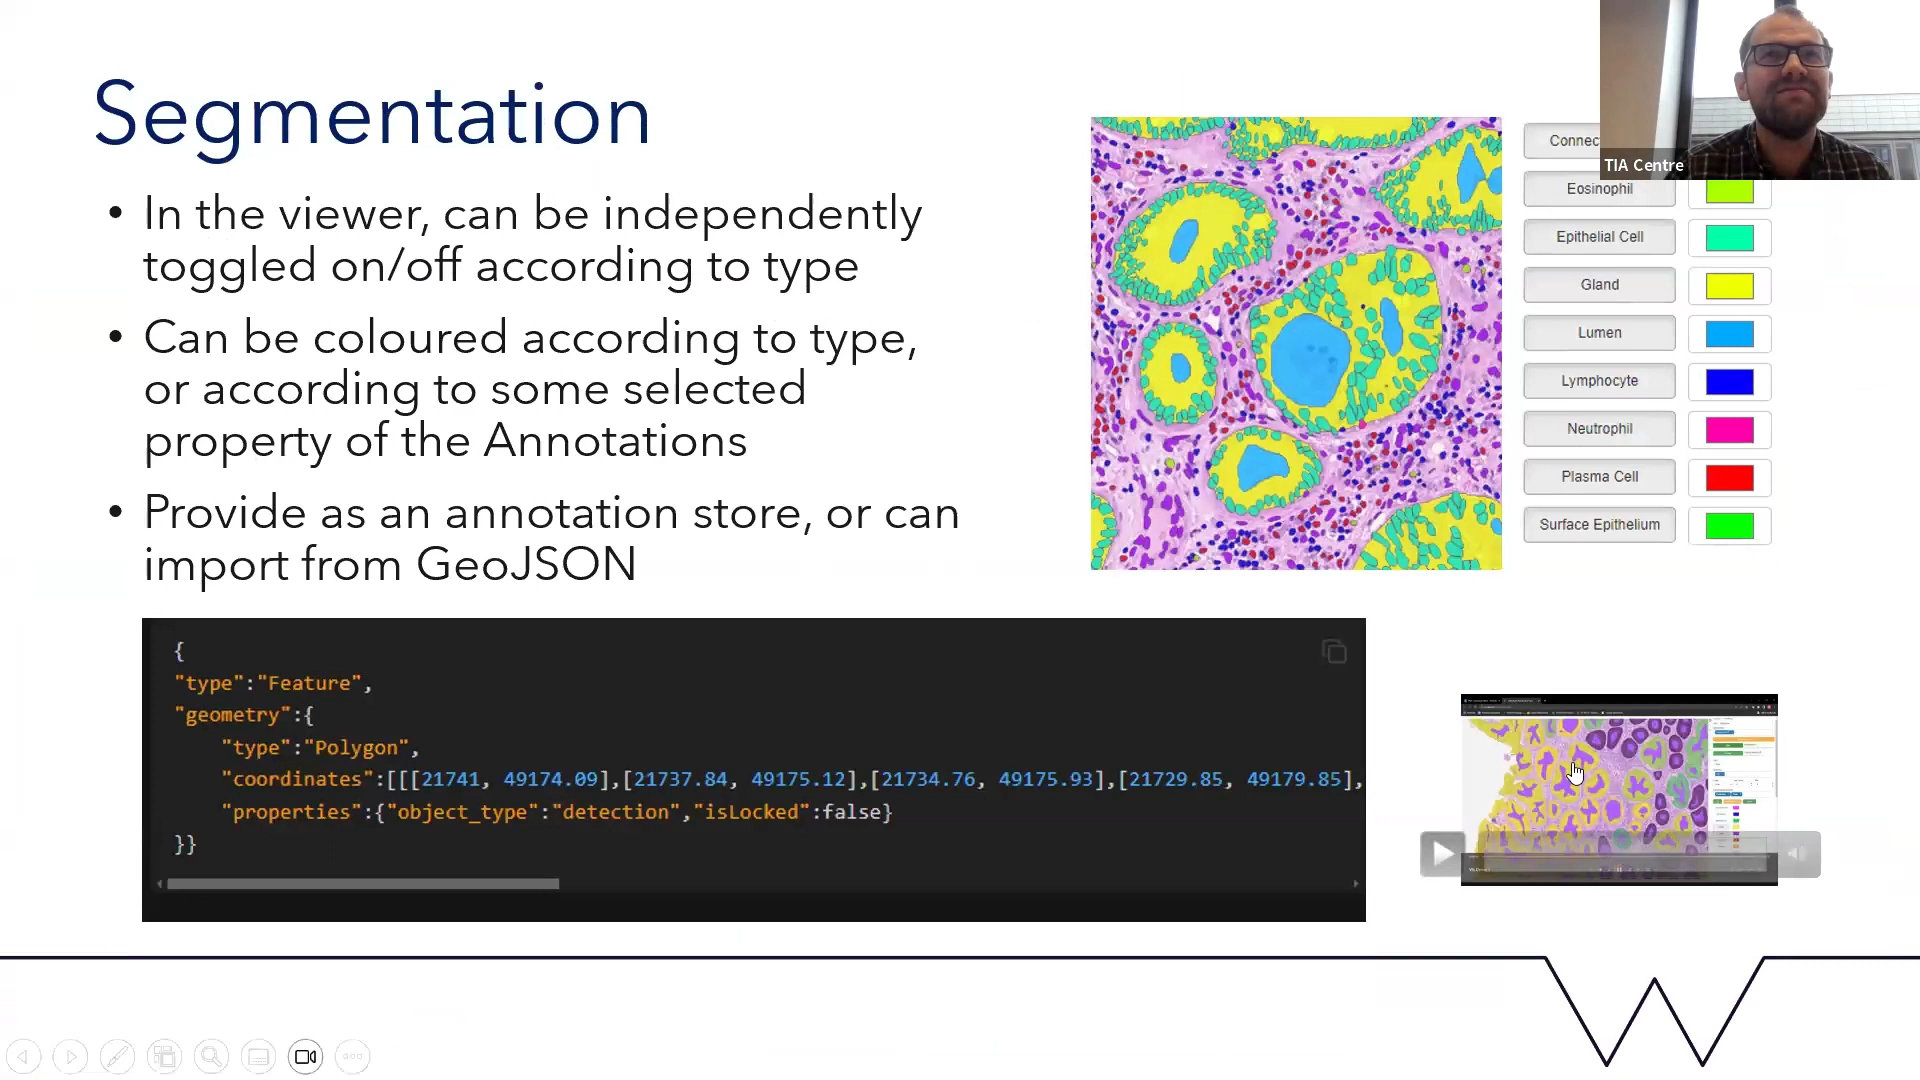 Segmentation
• In the viewer, can be independently
toggled on/off according to type
• Can be coloured according to type,
or according to some selected
property of the Annotations
• Provide as an annotation store, or can
import from GeoJSON
TIA Centre
Connec
Eosinophil
Epithelial Cell
Gland
Lumen
Lymphocyte
Neutrophil
Plasma Cell
Surface Epithelium
{
"type":"Feature",
"geometry":{
"type":"Polygon",
"coordinates":[[[21741, 49174.09],[21737.84, 49175.12],[21734.76, 49175.93],[21729.85, 49179.85],
"properties":{"object_type":"detection","isLocked":false}
}}